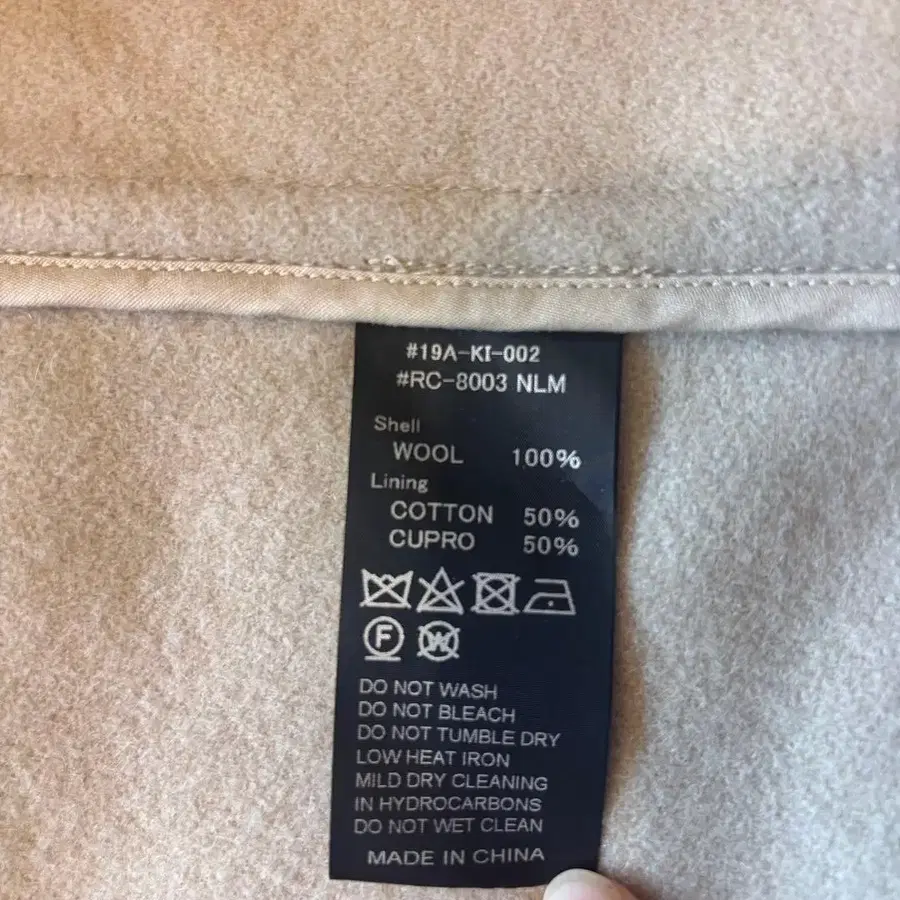 #19A-KI-002
#RC-8003 NLM
Shell
WOOL 100%
Lining
COTTON 50%
CUPRO 50%
F W
DO NOT WASH
DO NOT BLEACH
DO NOT TUMBLE DRY
LOW HEAT IRON
MILD DRY CLEANING
IN HYDROCARBONS
DO NOT WET CLEAN
MADE IN CHINA